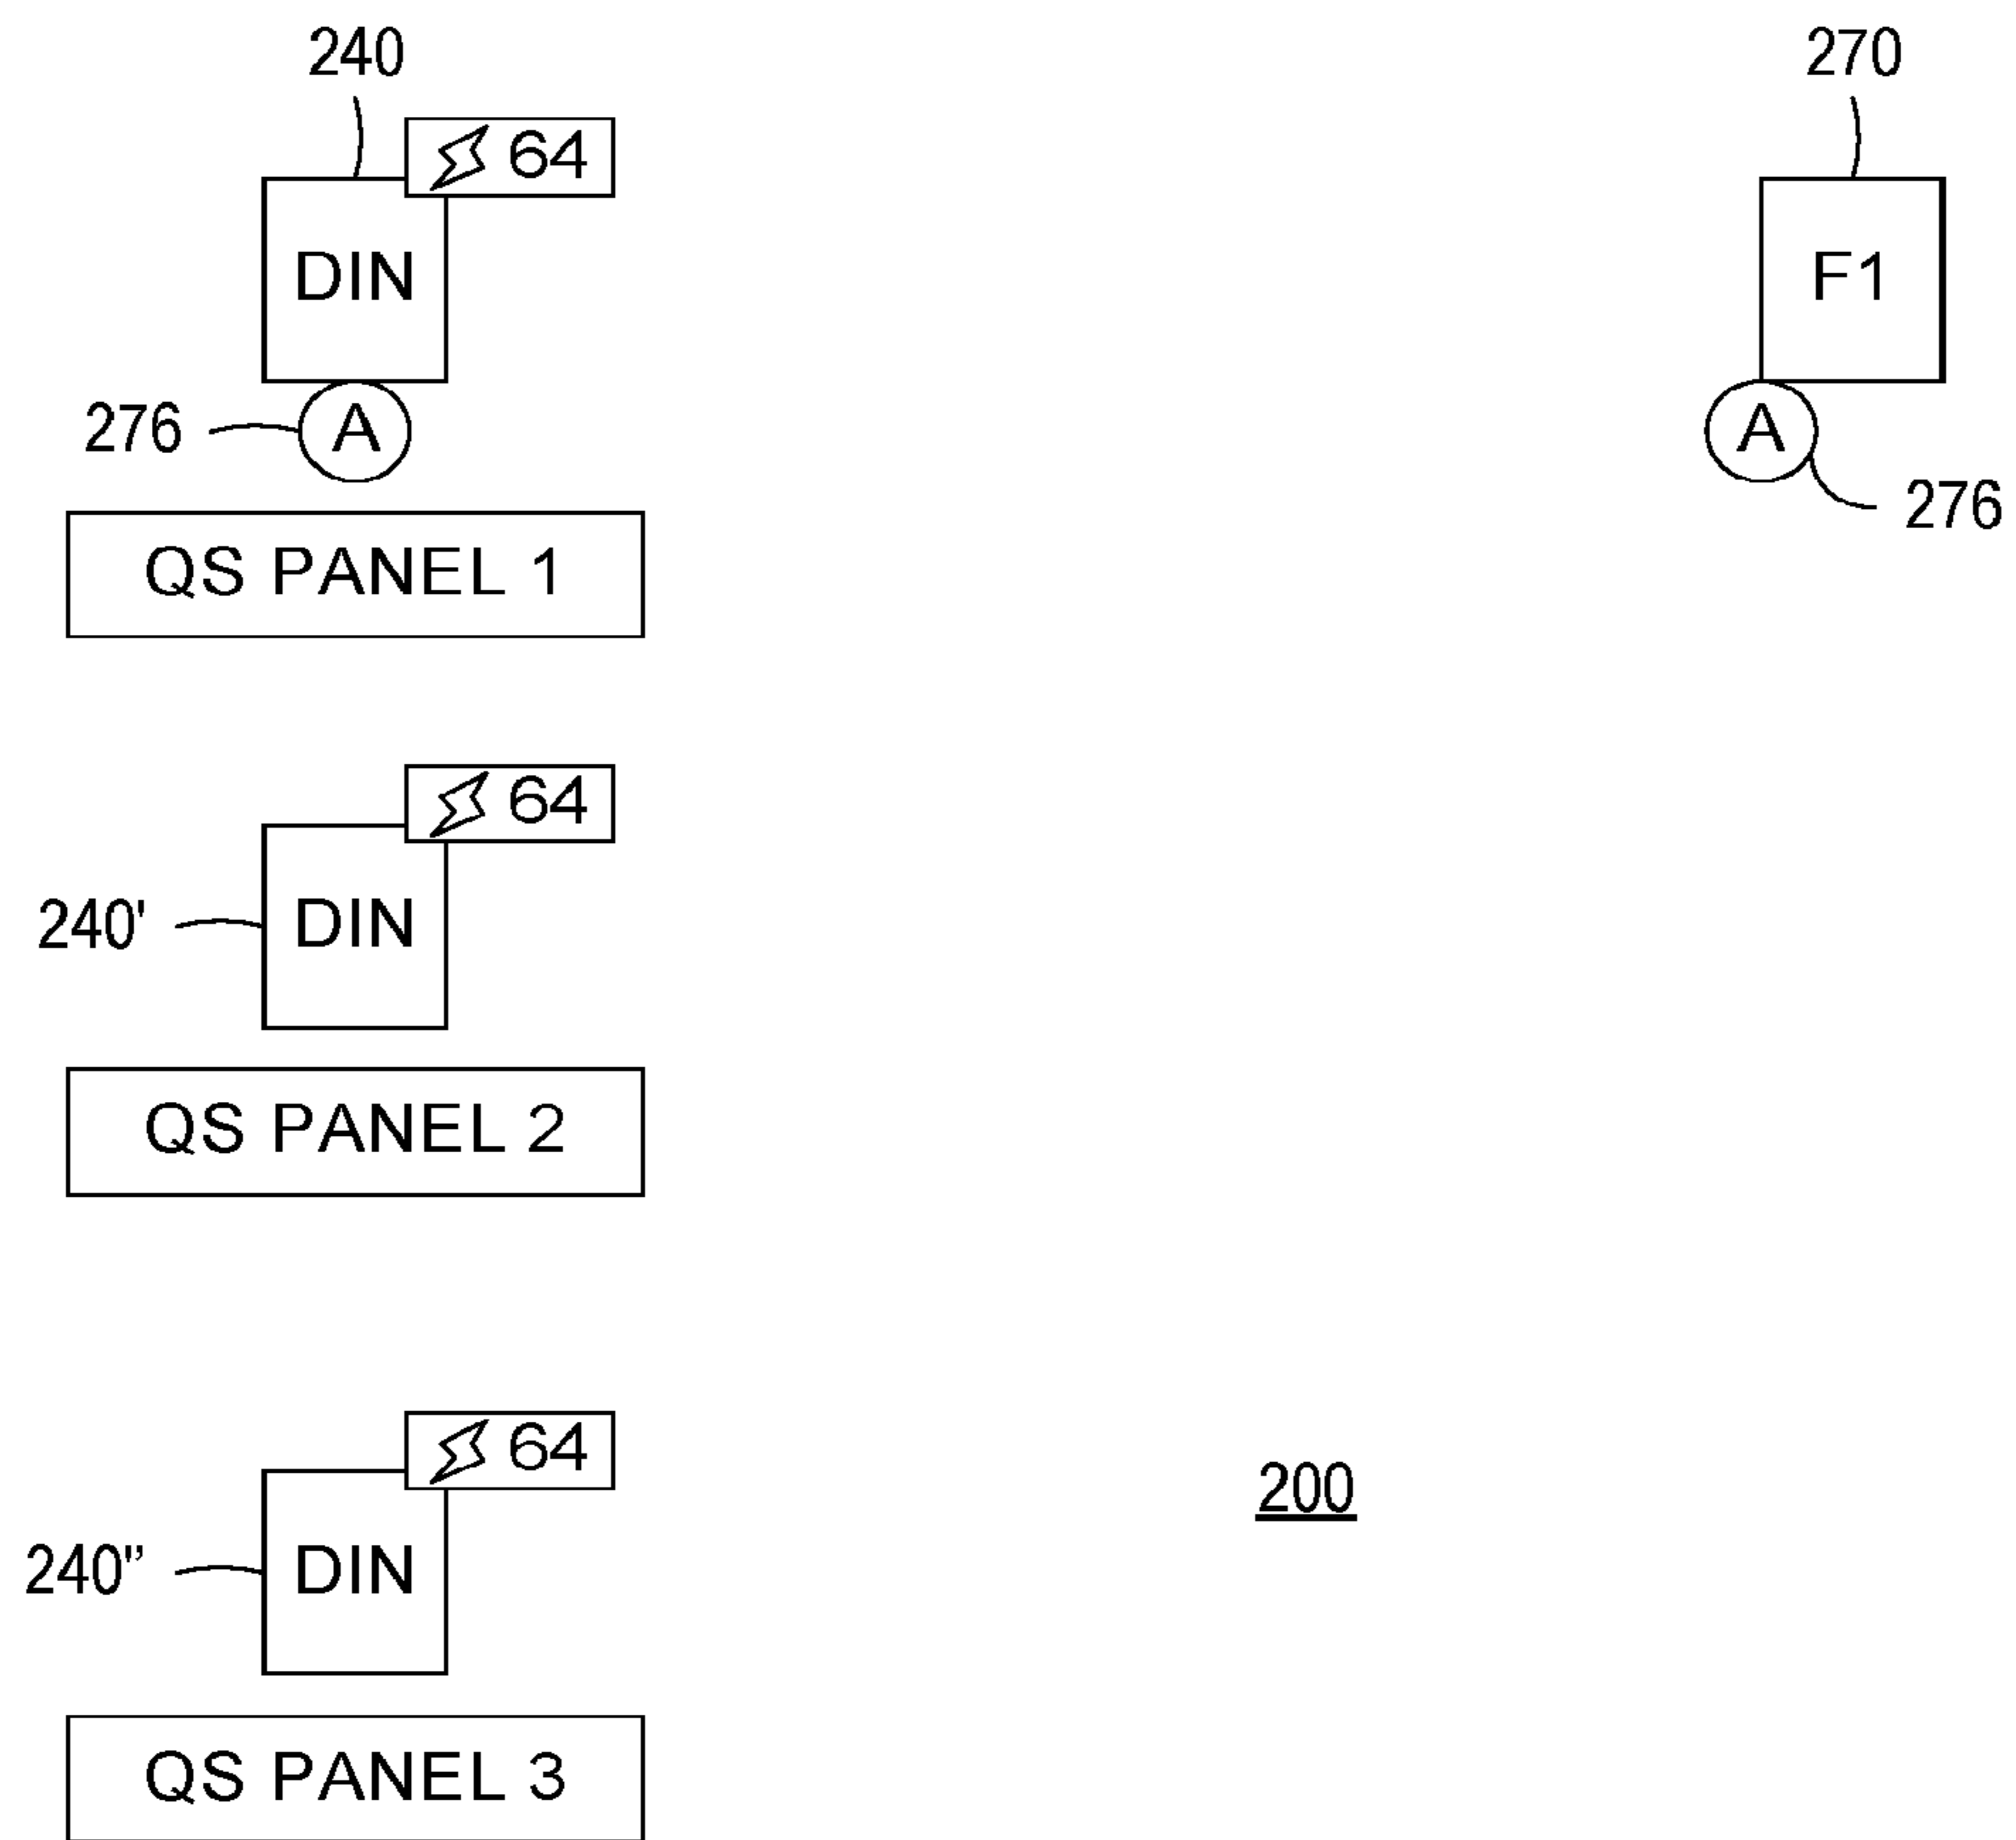 240
270
64
DIN
F1
276
A
A
276
QS PANEL 1
64
240'
DIN
QS PANEL 2
64
200
240"
DIN
QS PANEL 3